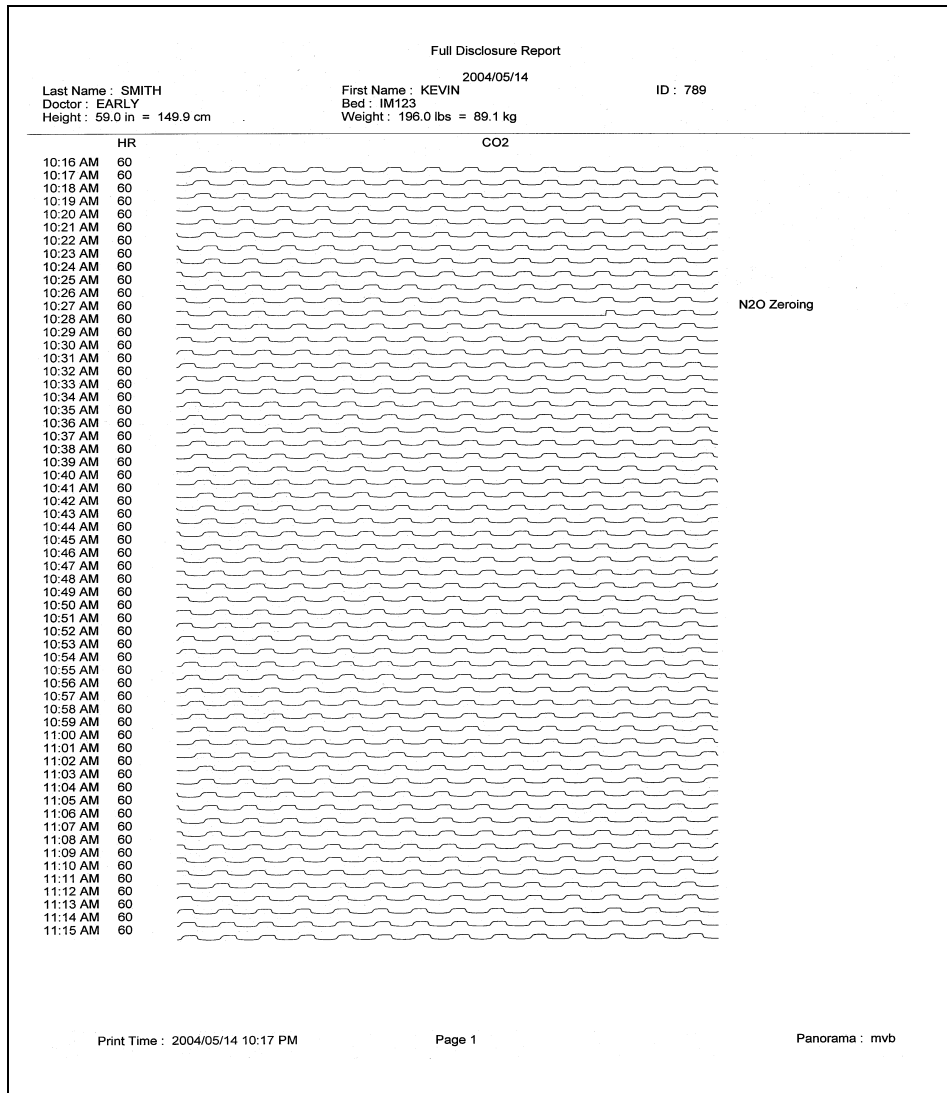 Full Disclosure Report
2004/05/14
Last Name : SMITH First Name : KEVIN ID : 789
Doctor : EARLY Bed : IM123
Height : 59.0 in = 149.9 cm Weight : 196.0 lbs = 89.1 kg
HR CO2
10:16 AM 60
10:17 AM 60
10:18 AM 60
10:19 AM 60
10:20 AM 60
10:21 AM 60
10:22 AM 60
10:23 AM 60
10:24 AM 60
10:25 AM 60
10:26 AM 60
10:27 AM 60 N2O Zeroing
10:28 AM 60
10:29 AM 60
10:30 AM 60
10:31 AM 60
10:32 AM 60
10:33 AM 60
10:34 AM 60
10:35 AM 60
10:36 AM 60
10:37 AM 60
10:38 AM 60
10:39 AM 60
10:40 AM 60
10:41 AM 60
10:42 AM 60
10:43 AM 60
10:44 AM 60
10:45 AM 60
10:46 AM 60
10:47 AM 60
10:48 AM 60
10:49 AM 60
10:50 AM 60
10:51 AM 60
10:52 AM 60
10:53 AM 60
10:54 AM 60
10:55 AM 60
10:56 AM 60
10:57 AM 60
10:58 AM 60
10:59 AM 60
11:00 AM 60
11:01 AM 60
11:02 AM 60
11:03 AM 60
11:04 AM 60
11:05 AM 60
11:06 AM 60
11:07 AM 60
11:08 AM 60
11:09 AM 60
11:10 AM 60
11:11 AM 60
11:12 AM 60
11:13 AM 60
11:14 AM 60
11:15 AM 60
Print Time : 2004/05/14 10:17 PM Page 1 Panorama : mvb